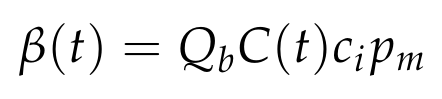 β(t) = Q_b C(t) c_i p_m